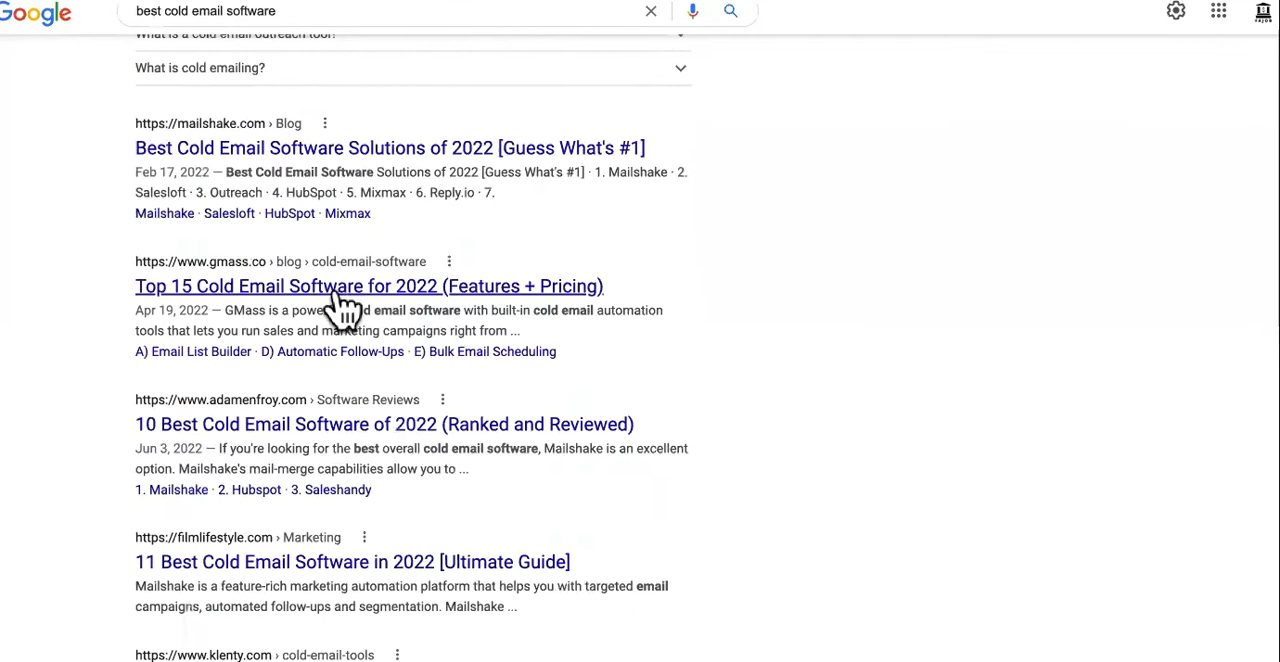 Google
best cold email software
What is a cold email outreach tool?
What is cold emailing?
https://mailshake.com › Blog
Best Cold Email Software Solutions of 2022 [Guess What's #1]
Feb 17, 2022 — Best Cold Email Software Solutions of 2022 [Guess What's #1] · 1. Mailshake · 2.
Salesloft · 3. Outreach · 4. HubSpot · 5. Mixmax · 6. Reply.io · 7.
Mailshake · Salesloft · HubSpot · Mixmax
https://www.gmass.co › blog › cold-email-software
Top 15 Cold Email Software for 2022 (Features + Pricing)
Apr 19, 2022 — GMass is a email software with built-in cold email automation
tools that lets you run sales and marketing campaigns right from ...
A) Email List Builder · D) Automatic Follow-Ups · E) Bulk Email Scheduling
https://www.adamenfroy.com › Software Reviews
10 Best Cold Email Software of 2022 (Ranked and Reviewed)
Jun 3, 2022 — If you're looking for the best overall cold email software, Mailshake is an excellent
option. Mailshake's mail-merge capabilities allow you to ...
1. Mailshake · 2. Hubspot · 3. Saleshandy
https://filmlifestyle.com › Marketing
11 Best Cold Email Software in 2022 [Ultimate Guide]
Mailshake is a feature-rich marketing automation platform that helps you with targeted email
campaigns, automated follow-ups and segmentation. Mailshake ...
https://www.klenty.com › cold-email-tools